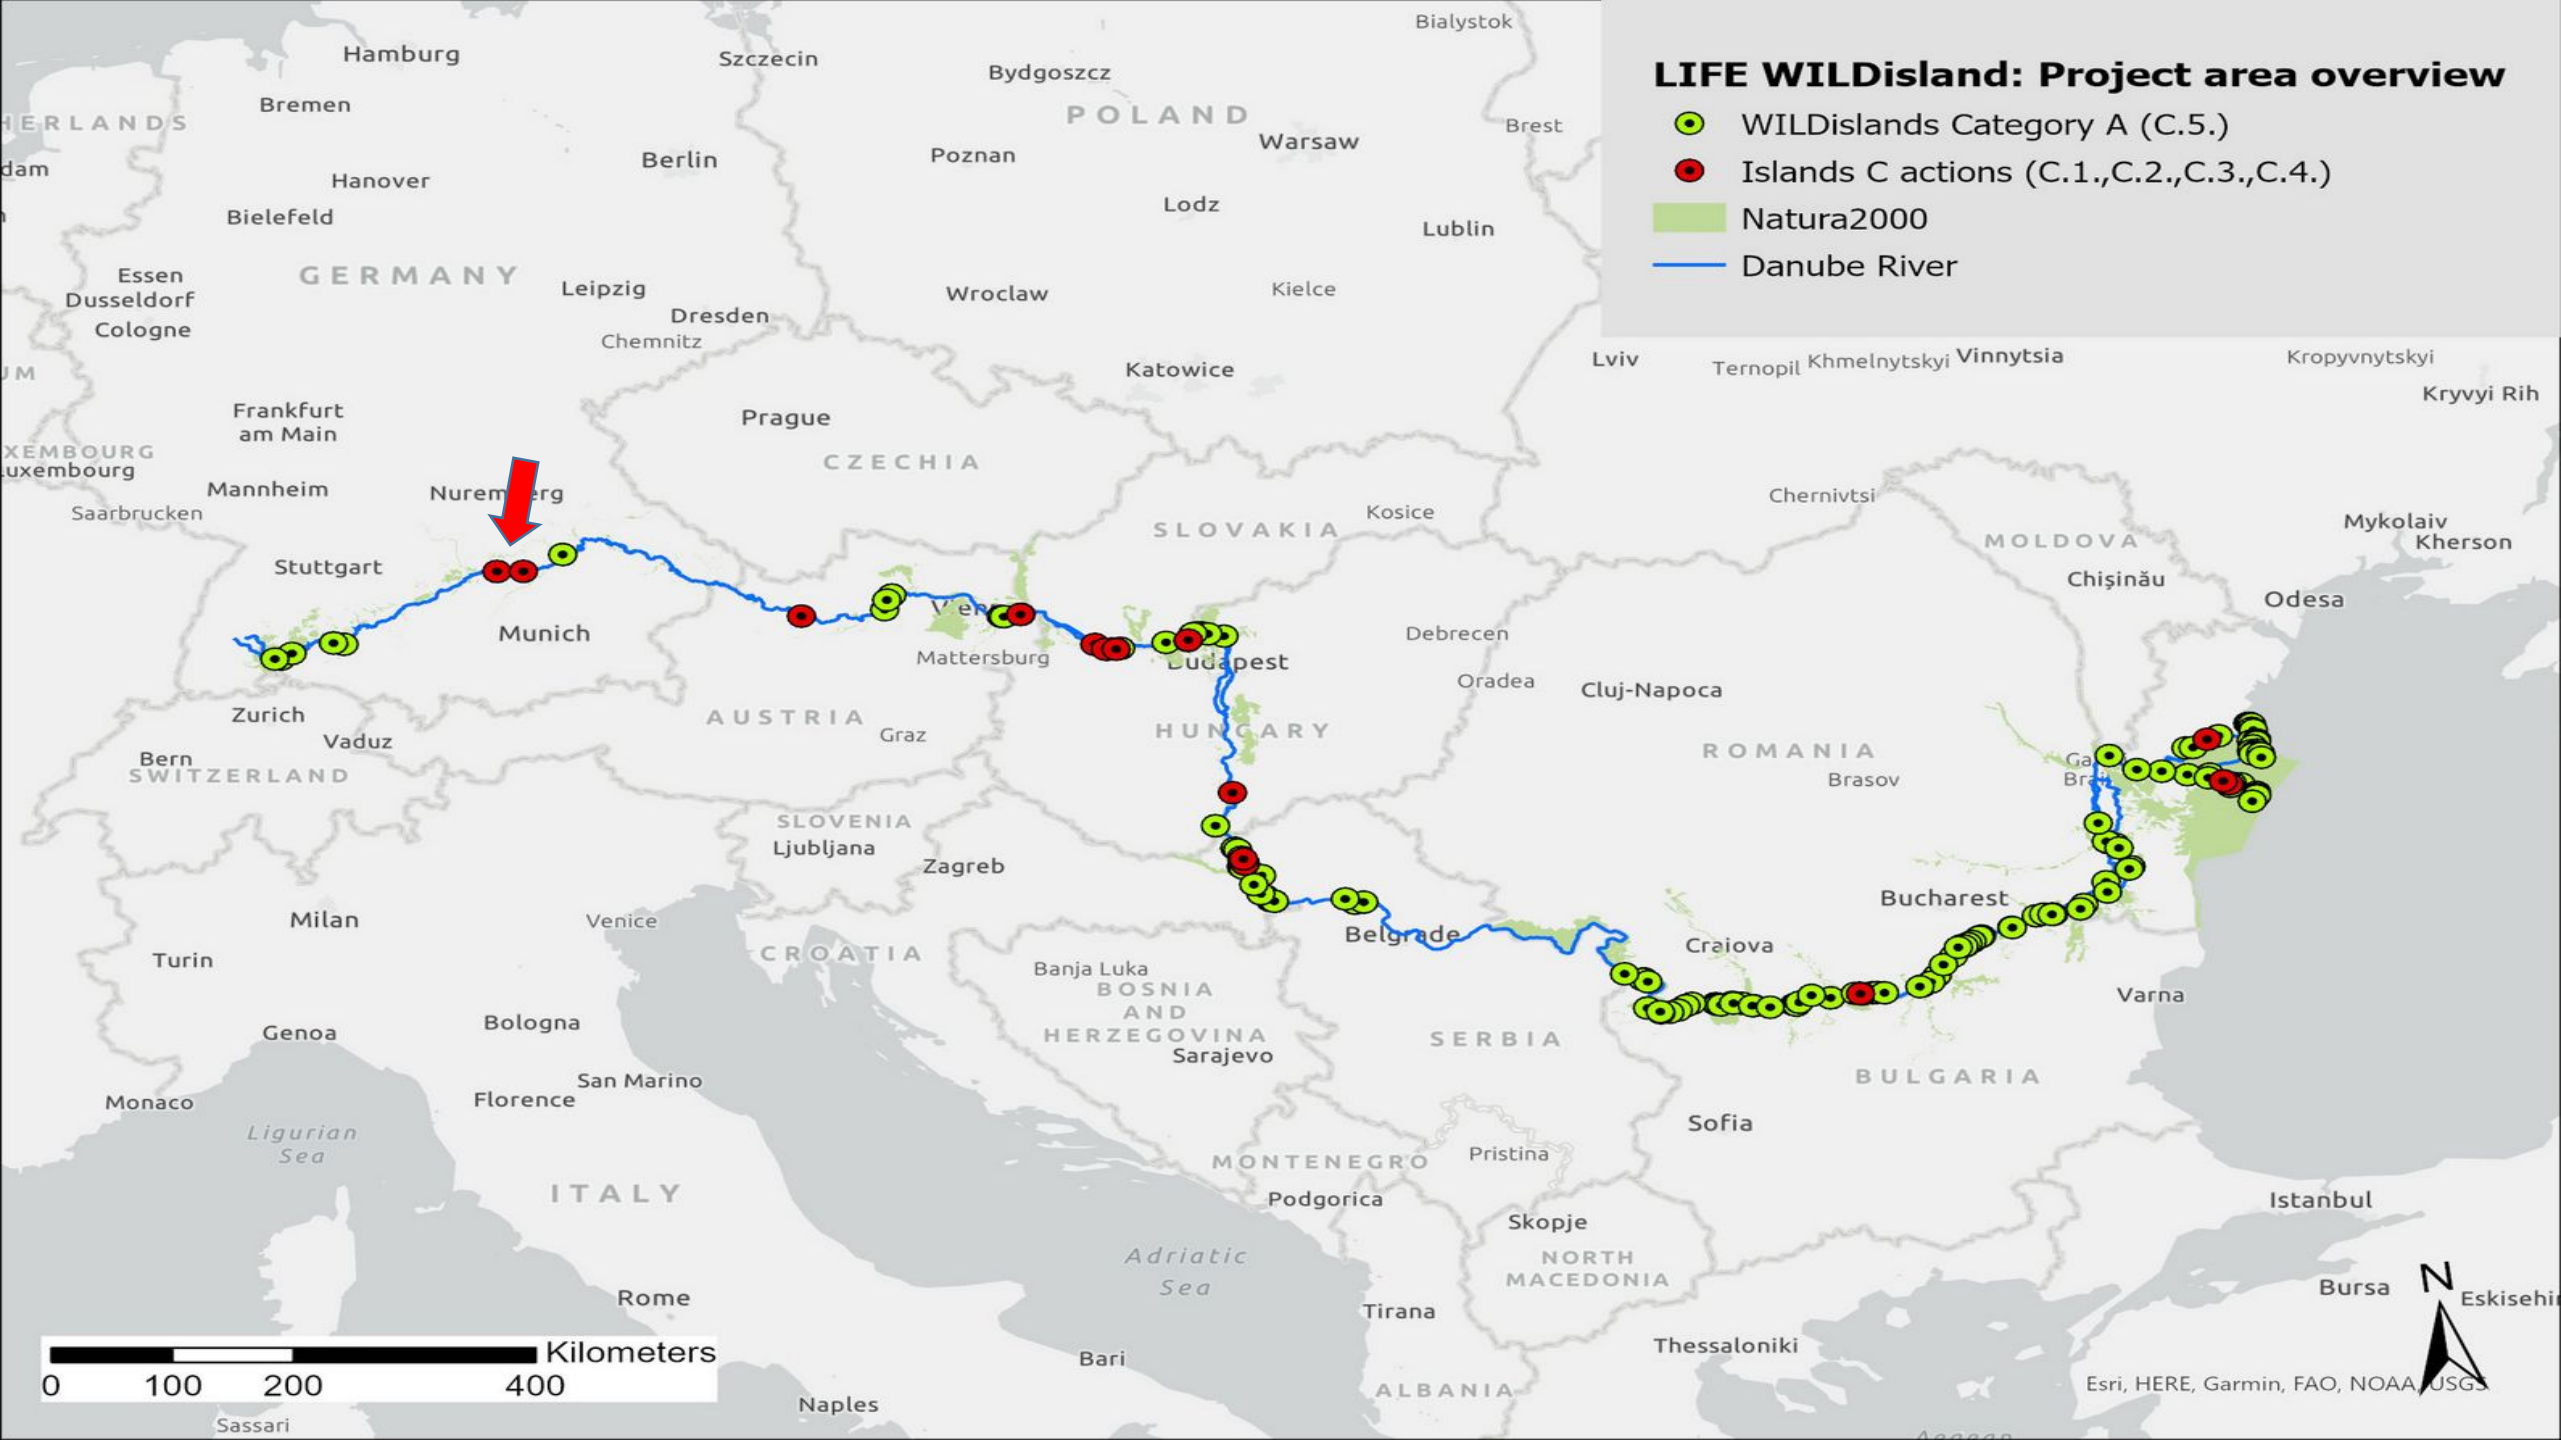 LIFE WILDisland: Project area overview
WILDislands Category A (C.5.)
Islands C actions (C.1.,C.2.,C.3.,C.4.)
Natura2000
Danube River
Bialystok
Hamburg
Szczecin
Bydgoszcz
Bremen
POLAND
Brest
Warsaw
Berlin
Poznan
Hanover
Lodz
Bielefeld
Lublin
Essen
GERMANY
Leipzig
Wroclaw
Kielce
Dusseldorf
Dresden
Cologne
Chemnitz
Lviv
Ternopil
Khmelnytskyi
Vinnytsia
Kropyvnytskyi
Katowice
Kryvyi Rih
Frankfurt
am Main
Prague
CZECHIA
Mannheim
Saarbrucken
Chernivtsi
Kosice
SLOVAKIA
Mykolaiv
Kherson
MOLDOVA
Chişinău
Stuttgart
Odesa
Munich
Debrecen
Mattersburg
Budapest
Oradea
Cluj-Napoca
Zurich
AUSTRIA
Graz
HUNGARY
Vaduz
Bern
SWITZERLAND
ROMANIA
Brasov
SLOVENIA
Ljubljana
Zagreb
Bucharest
Milan
Venice
Belgrade
Craiova
CROATIA
Turin
Banja Luka
BOSNIA
AND
HERZEGOVINA
Sarajevo
Varna
Bologna
Genoa
SERBIA
BULGARIA
San Marino
Florence
Monaco
Sofia
Ligurian
Sea
Pristina
MONTENEGRO
Podgorica
ITALY
Istanbul
Skopje
NORTH
MACEDONIA
Adriatic
Sea
Bursa
N
Eskisehi
Rome
Tirana
Thessaloniki
Kilometers
0 100 200 400
Bari
ALBANIA
Esri, HERE, Garmin, FAO, NOAA, USGS
Naples
Sassari